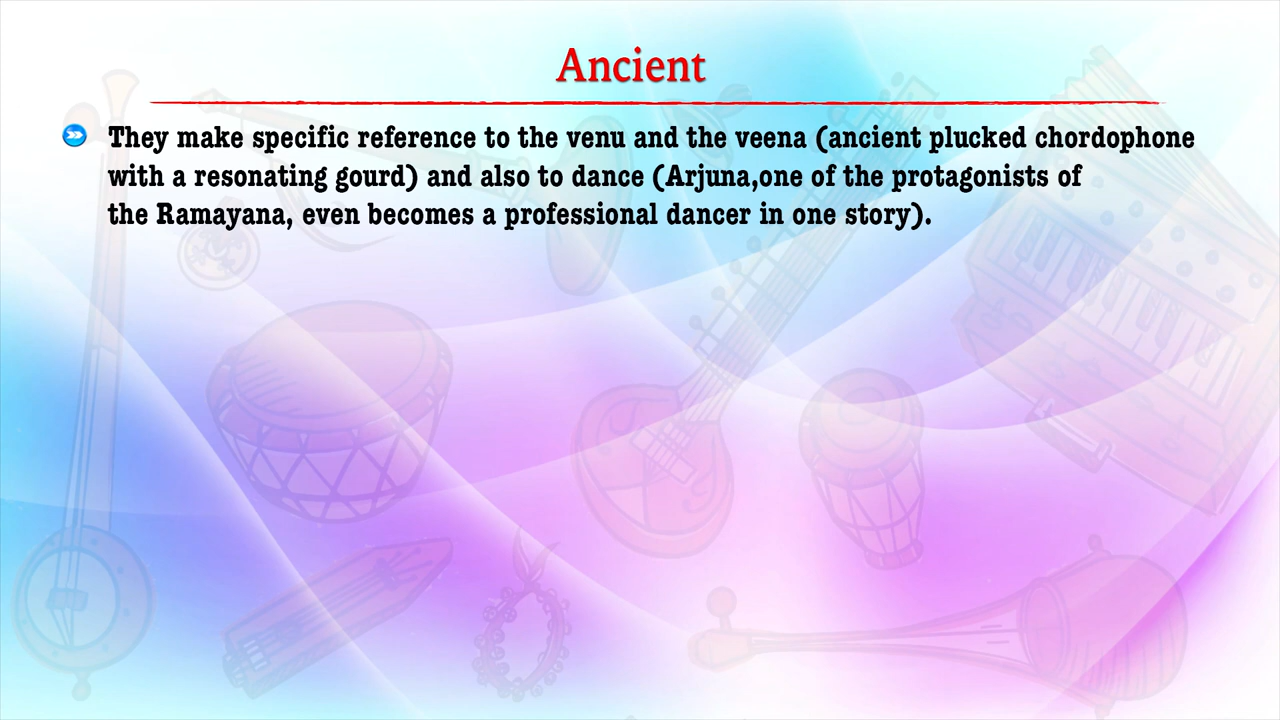 Ancient
They make specific reference to the venu and the veena (ancient plucked chordophone
with a resonating gourd) and also to dance (Arjuna,one of the protagonists of
the Ramayana, even becomes a professional dancer in one story).